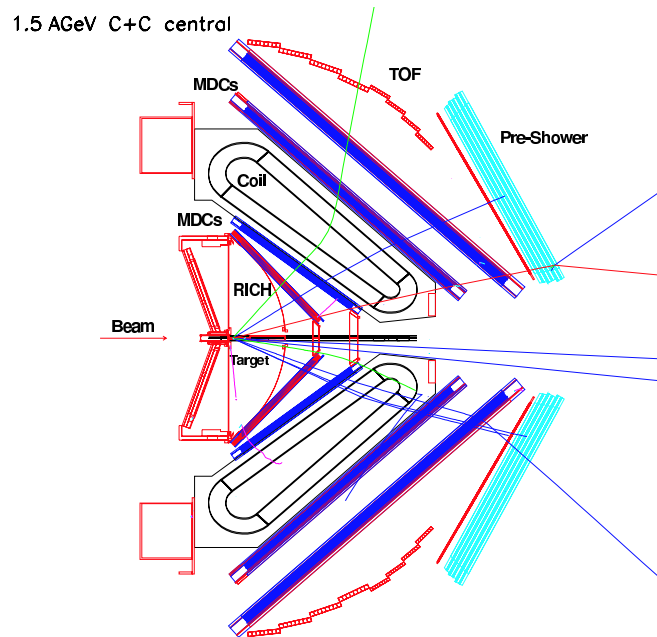 1.5 AGeV C+C central
TOF
MDCs
Pre-Shower
Coil
MDCs
RICH
Beam
Target